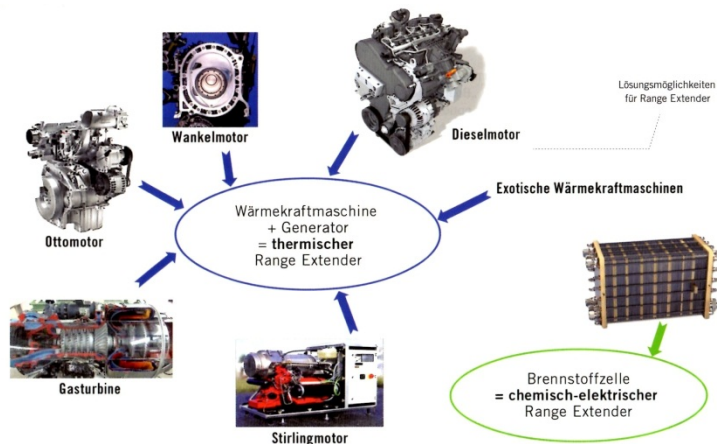 Lösungsmöglichkeiten
für Range Extender
Wankelmotor
Dieselmotor
Exotische Wärmekraftmaschinen
Ottomotor
Wärmekraftmaschine
+ Generator
= thermischer
Range Extender
Gasturbine
Stirlingmotor
Brennstoffzelle
= chemisch-elektrischer
Range Extender